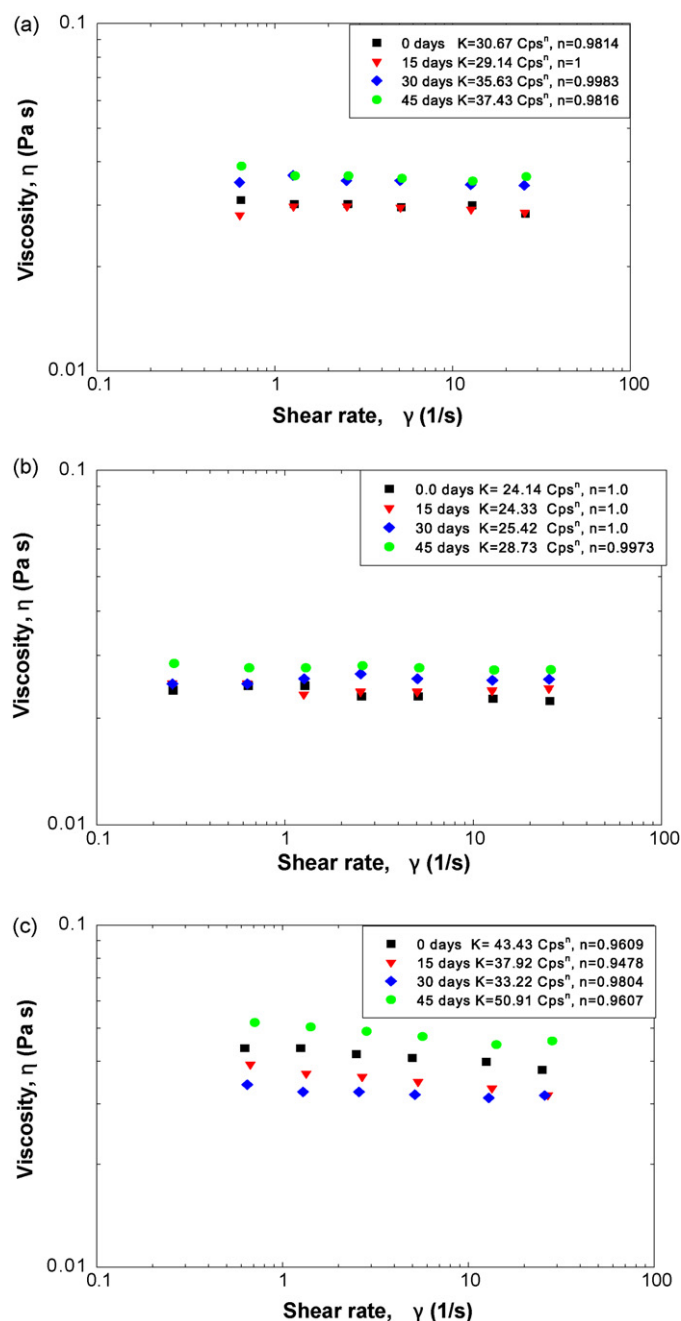 (a)
0.1
0 days K=30.67 Cpsⁿ, n=0.9814
15 days K=29.14 Cpsⁿ, n=1
30 days K=35.63 Cpsⁿ, n=0.9983
45 days K=37.43 Cpsⁿ, n=0.9816
Viscosity, η (Pa s)
0.01
0.1 1 10 100
Shear rate, γ (1/s)
(b)
0.1
0.0 days K= 24.14 Cpsⁿ, n=1.0
15 days K=24.33 Cpsⁿ, n=1.0
30 days K=25.42 Cpsⁿ, n=1.0
45 days K=28.73 Cpsⁿ, n=0.9973
Viscosity, η (Pa s)
0.01
0.1 1 10 100
Shear rate, γ (1/s)
(c)
0.1
0 days K= 43.43 Cpsⁿ, n=0.9609
15 days K=37.92 Cpsⁿ, n=0.9478
30 days K=33.22 Cpsⁿ, n=0.9804
45 days K=50.91 Cpsⁿ, n=0.9607
Viscosity, η (Pa s)
0.01
0.1 1 10 100
Shear rate, γ (1/s)